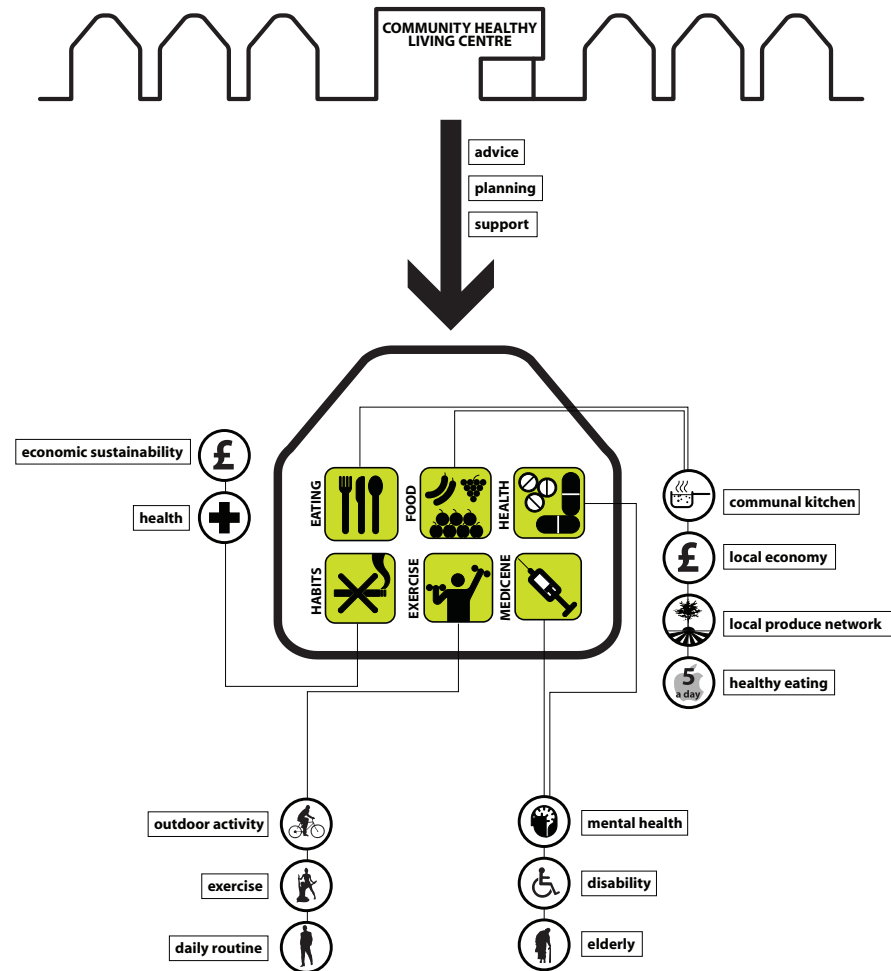 COMMUNITY HEALTHY
LIVING CENTRE
advice
planning
support
economic sustainability
£
health
EATING
FOOD
HEALTH
HABITS
EXERCISE
MEDICENE
communal kitchen
£
local economy
local produce network
5
a day
healthy eating
outdoor activity
exercise
daily routine
mental health
disability
elderly